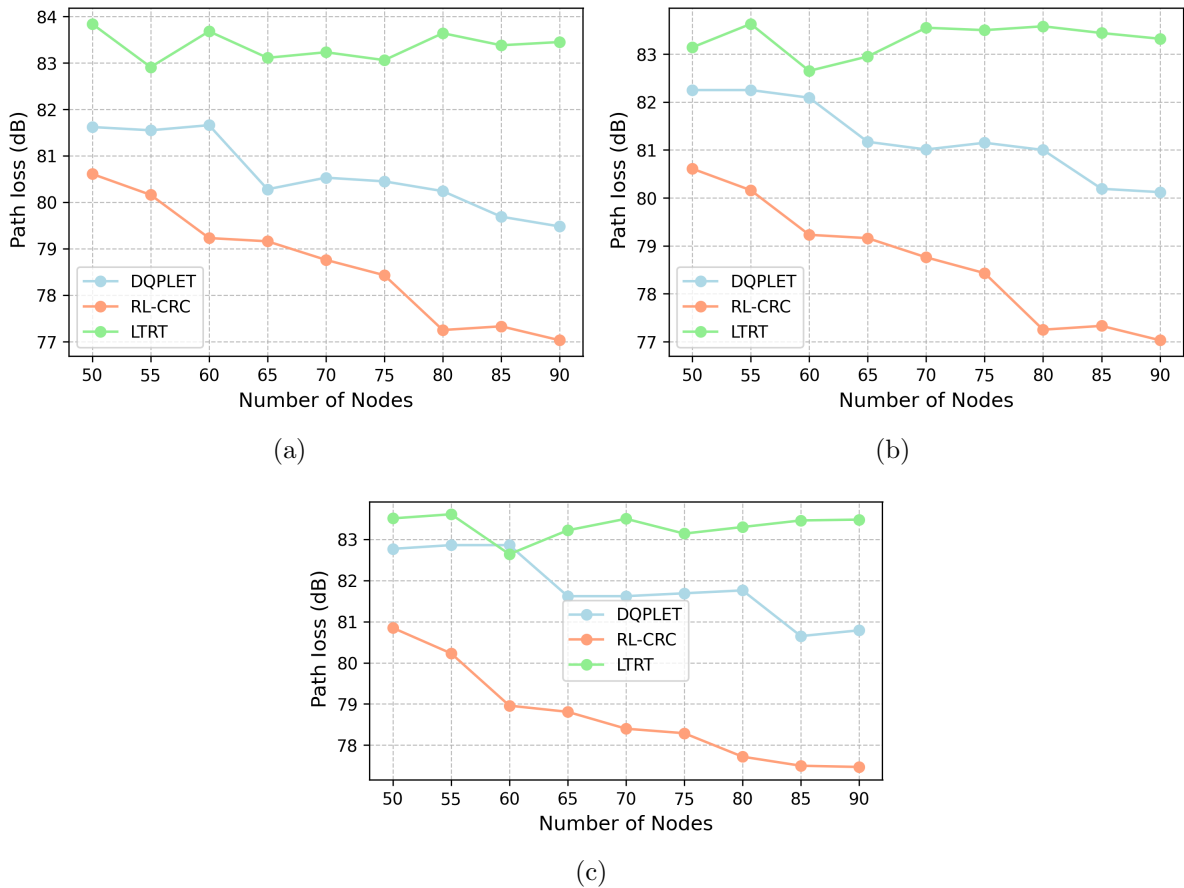 84
83
82
81
80
79
78
77
Path loss (dB)
DQPLET
RL-CRC
LTRT
50 55 60 65 70 75 80 85 90
Number of Nodes
(a)
83
82
81
80
79
78
77
Path loss (dB)
DQPLET
RL-CRC
LTRT
50 55 60 65 70 75 80 85 90
Number of Nodes
(b)
83
82
81
80
79
78
Path loss (dB)
DQPLET
RL-CRC
LTRT
50 55 60 65 70 75 80 85 90
Number of Nodes
(c)